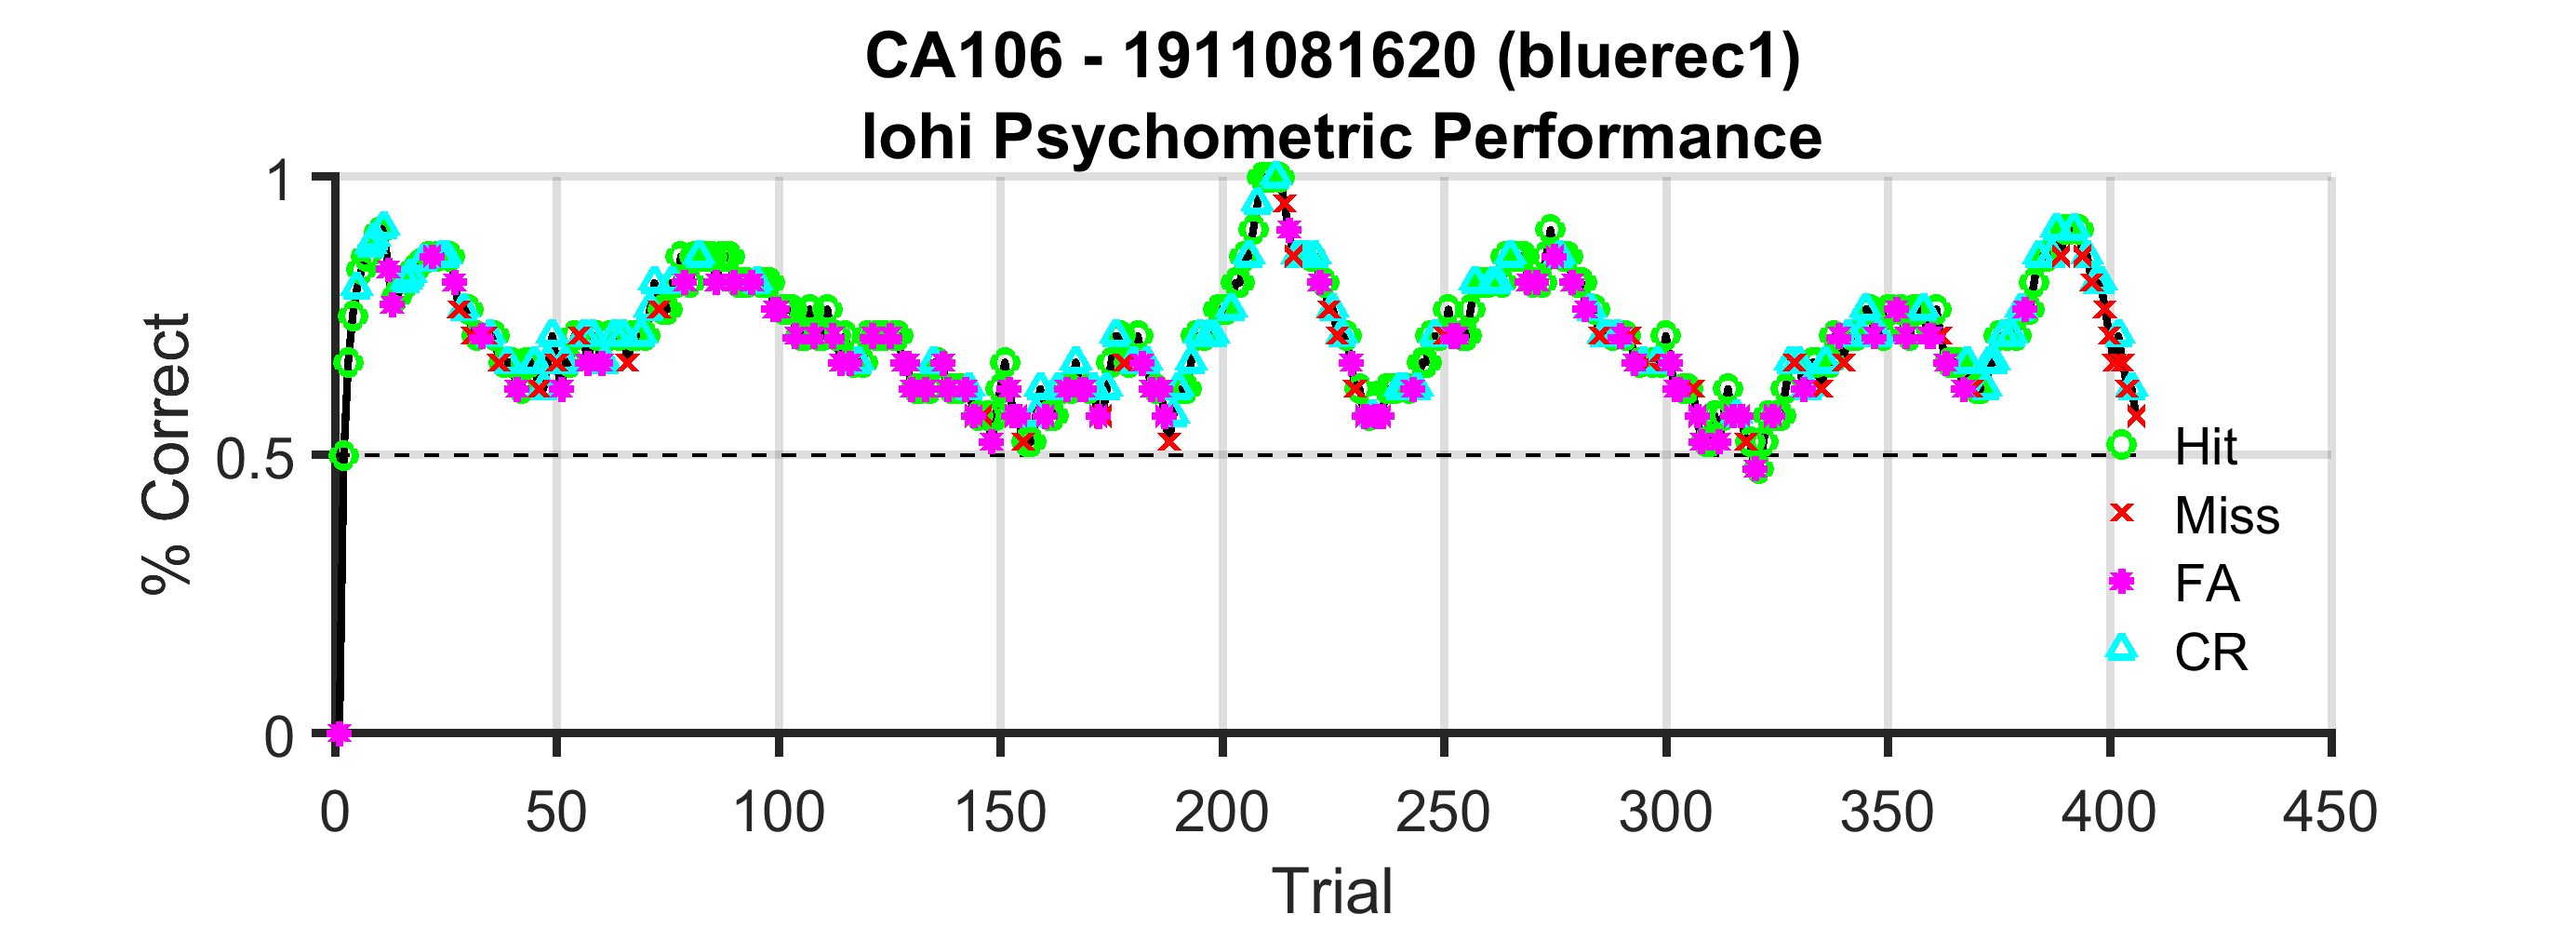 CA106 - 1911081620 (bluerec1)
lohi Psychometric Performance
1
0.5
0
% Correct
0 50 100 150 200 250 300 350 400 450
Trial
Hit
Miss
FA
CR